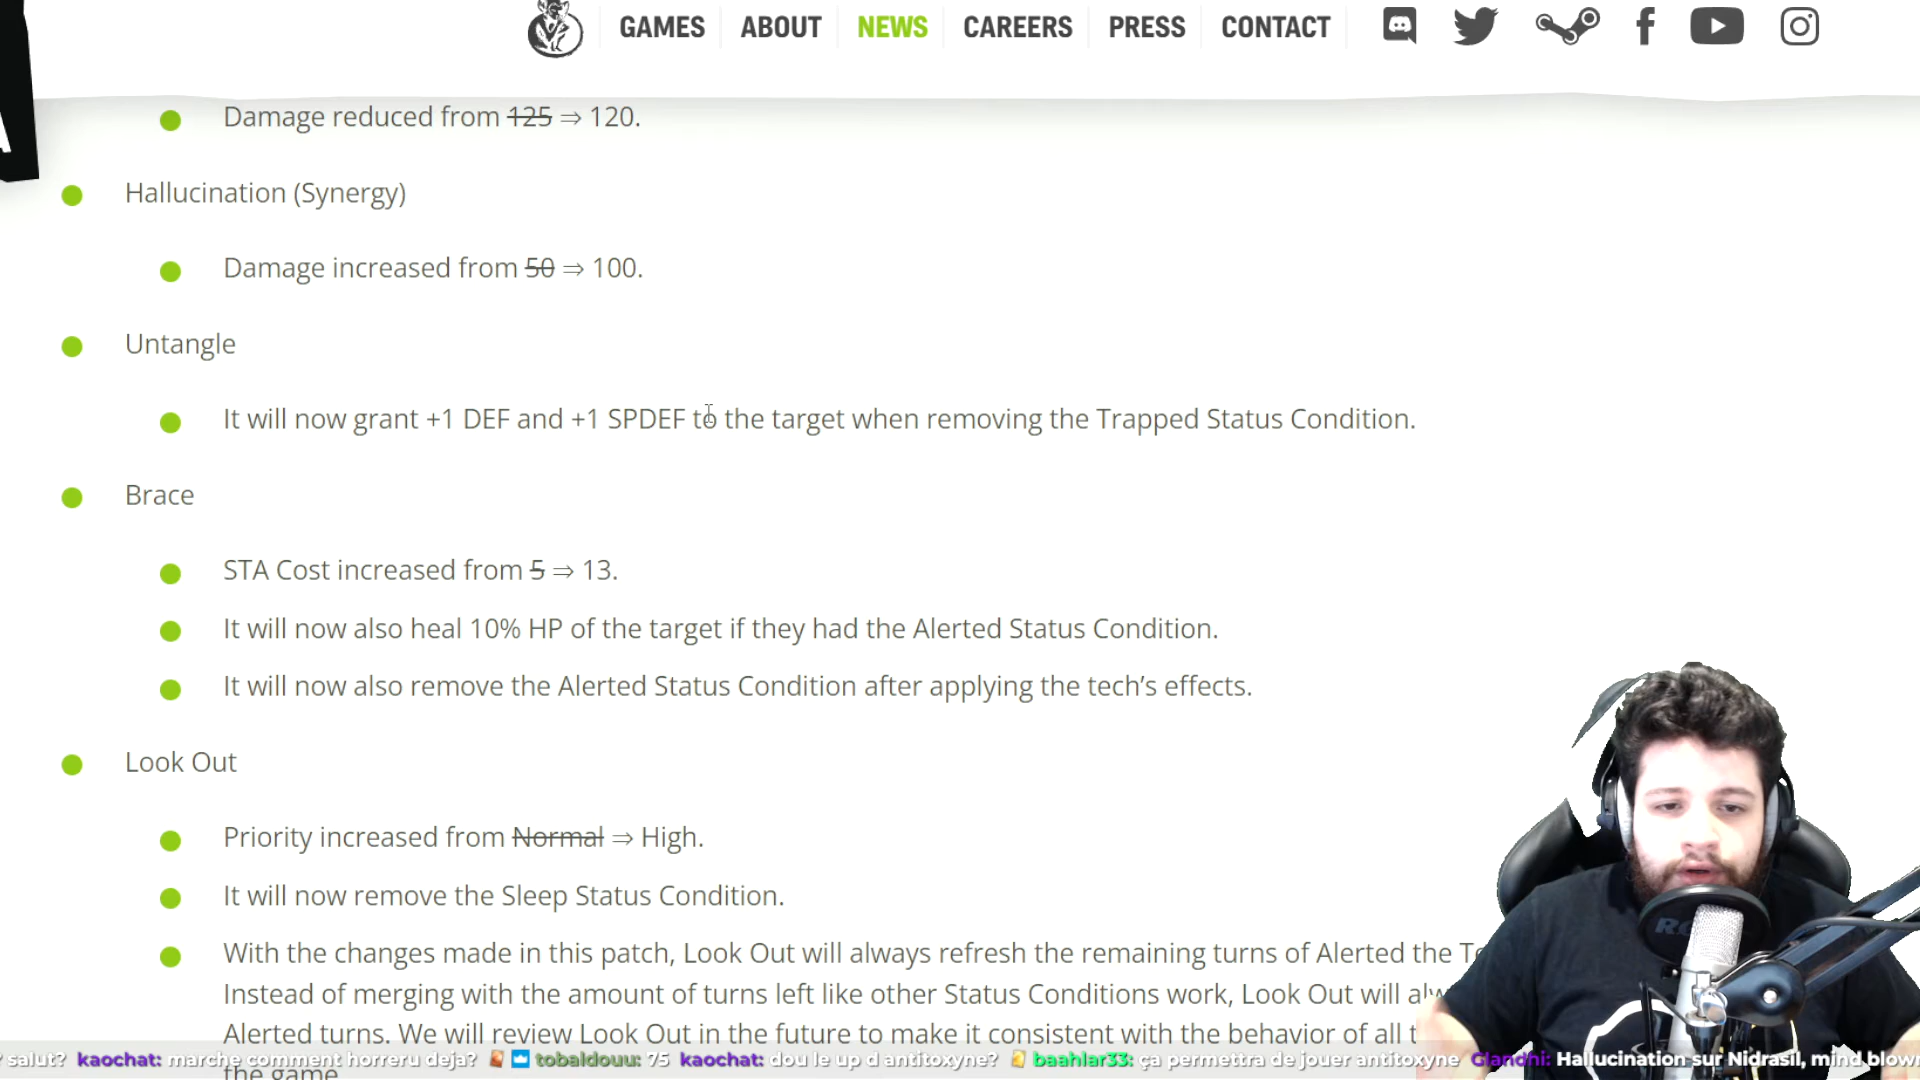 GAMES ABOUT NEWS CAREERS PRESS CONTACT
Damage reduced from 125 ⇒ 120.
Hallucination (Synergy)
Damage increased from 50 ⇒ 100.
Untangle
It will now grant +1 DEF and +1 SPDEF to the target when removing the Trapped Status Condition.
Brace
STA Cost increased from 5 ⇒ 13.
It will now also heal 10% HP of the target if they had the Alerted Status Condition.
It will now also remove the Alerted Status Condition after applying the tech’s effects.
Look Out
Priority increased from Normal ⇒ High.
It will now remove the Sleep Status Condition.
With the changes made in this patch, Look Out will always refresh the remaining turns of Alerted the
Instead of merging with the amount of turns left like other Status Conditions work, Look Out will
Alerted turns. We will review Look Out in the future to make it consistent with the behavior of all
the game
salut? kaochat: marche comment horreru deja? tobaldouu: 75 kaochat: dou le up d antitoxyne? baahlar33: ça permettra de jouer antitoxyne Glandhi: Hallucination sur Nidrasil, mind